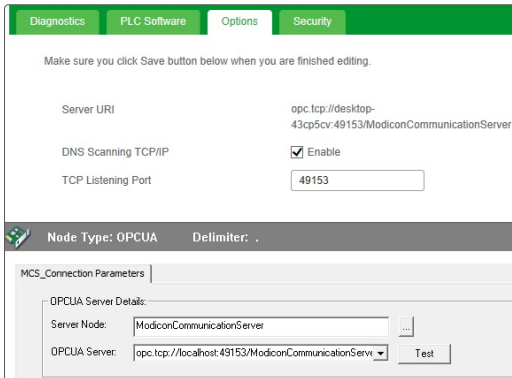 Diagnostics PLC Software Options Security
Make sure you click Save button below when you are finished editing.
Server URI opc.tcp://desktop-
43cp5cv:49153/ModiconCommunicationServer
DNS Scanning TCP/IP Enable
TCP Listening Port 49153
Node Type: OPCUA Delimiter: .
MCS_Connection Parameters
OPCUA Server Details:
Server Node: ModiconCommunicationServer ...
OPCUA Server: opc.tcp://localhost:49153/ModiconCommunicationServe Test